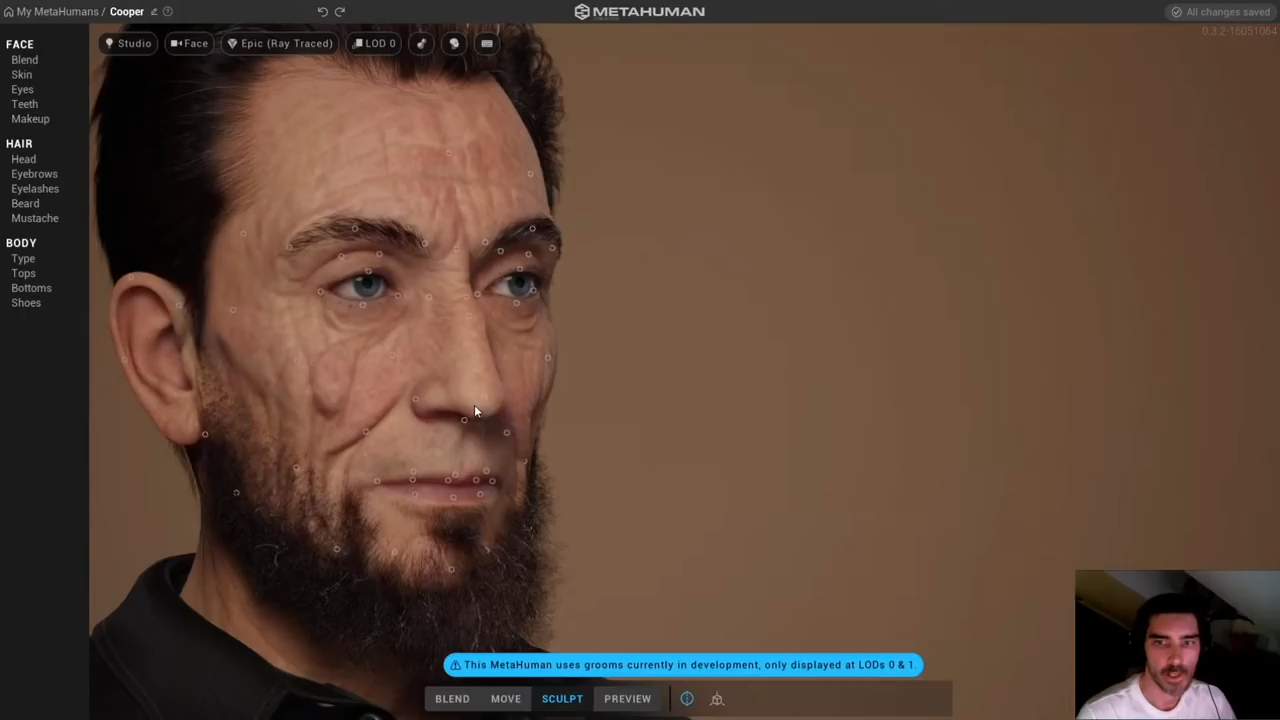 My MetaHumans / Cooper
METAHUMAN
All changes saved
0.3.2-16051064
Studio
Face
Epic (Ray Traced)
LOD 0
FACE
Blend
Skin
Eyes
Teeth
Makeup
HAIR
Head
Eyebrows
Eyelashes
Beard
Mustache
BODY
Type
Tops
Bottoms
Shoes
This MetaHuman uses grooms currently in development, only displayed at LODs 0 & 1.
BLEND
MOVE
SCULPT
PREVIEW